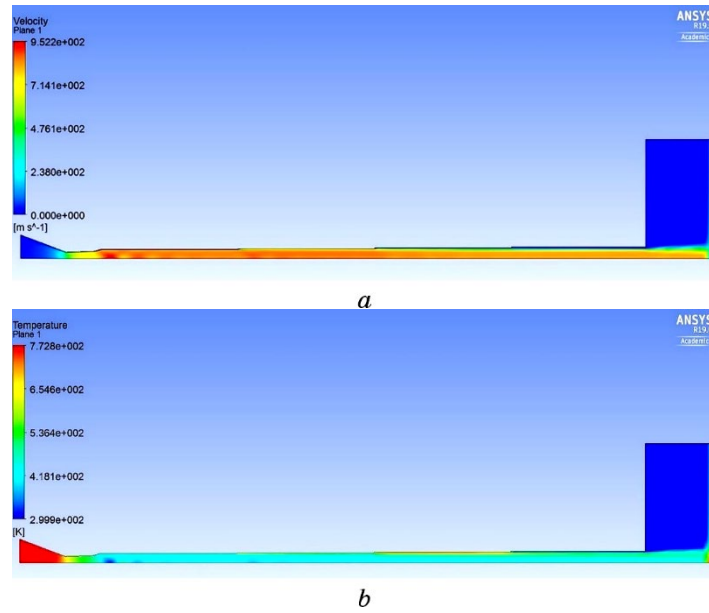 Velocity
Plane 1
9.522e+002
7.141e+002
4.761e+002
2.380e+002
0.000e+000
[m s^-1]
ANSYS
R19.
Academic
a
Temperature
Plane 1
7.728e+002
6.546e+002
5.364e+002
4.181e+002
2.999e+002
[K]
ANSYS
R19.
Academic
b